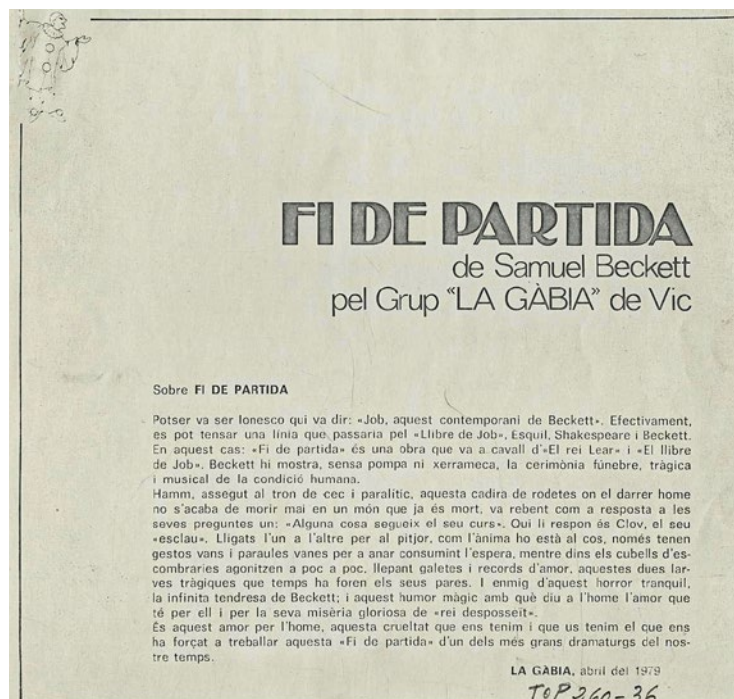 FI DE PARTIDA
de Samuel Beckett
pel Grup “LA GÀBIA” de Vic
Sobre FI DE PARTIDA
Potser va ser Ionesco qui va dir: «Job, aquest contemporani de Beckett». Efectivament,
es pot tensar una línia que passaria pel «Llibre de Job», Esquil, Shakespeare i Beckett.
En aquest cas: «Fi de partida» és una obra que va a cavall d'«El rei Lear» i «El llibre
de Job». Beckett hi mostra, sensa pompa ni xerrameca, la cerimònia fúnebre, tràgica
i musical de la condició humana.
Hamm, assegut al tron de cec i paralític, aquesta cadira de rodetes on el darrer home
no s'acaba de morir mai en un món que ja és mort, va rebent com a resposta a les
seves preguntes un: «Alguna cosa segueix el seu curs». Qui li respon és Clov, el seu
«esclau». Lligats l'un a l'altre per al pitjor, com l'ànima ho està al cos, només tenen
gestos vans i paraules vanes per a anar consumint l'espera, mentre dins els cubells d'es-
combraries agonitzen a poc a poc, llepant galetes i records d'amor, aquestes dues lar-
ves tràgiques que temps ha foren els seus pares. I enmig d'aquest horror tranquil,
la infinita tendresa de Beckett; i aquest humor màgic amb què diu a l'home l'amor que
té per ell i per la seva misèria gloriosa de «rei desposseït».
És aquest amor per l'home, aquesta crueltat que ens tenim i que us tenim el que ens
ha forçat a treballar aquesta «Fi de partida» d'un dels més grans dramaturgs del nos-
tre temps.
LA GÀBIA, abril del 1979
TOP 260-36